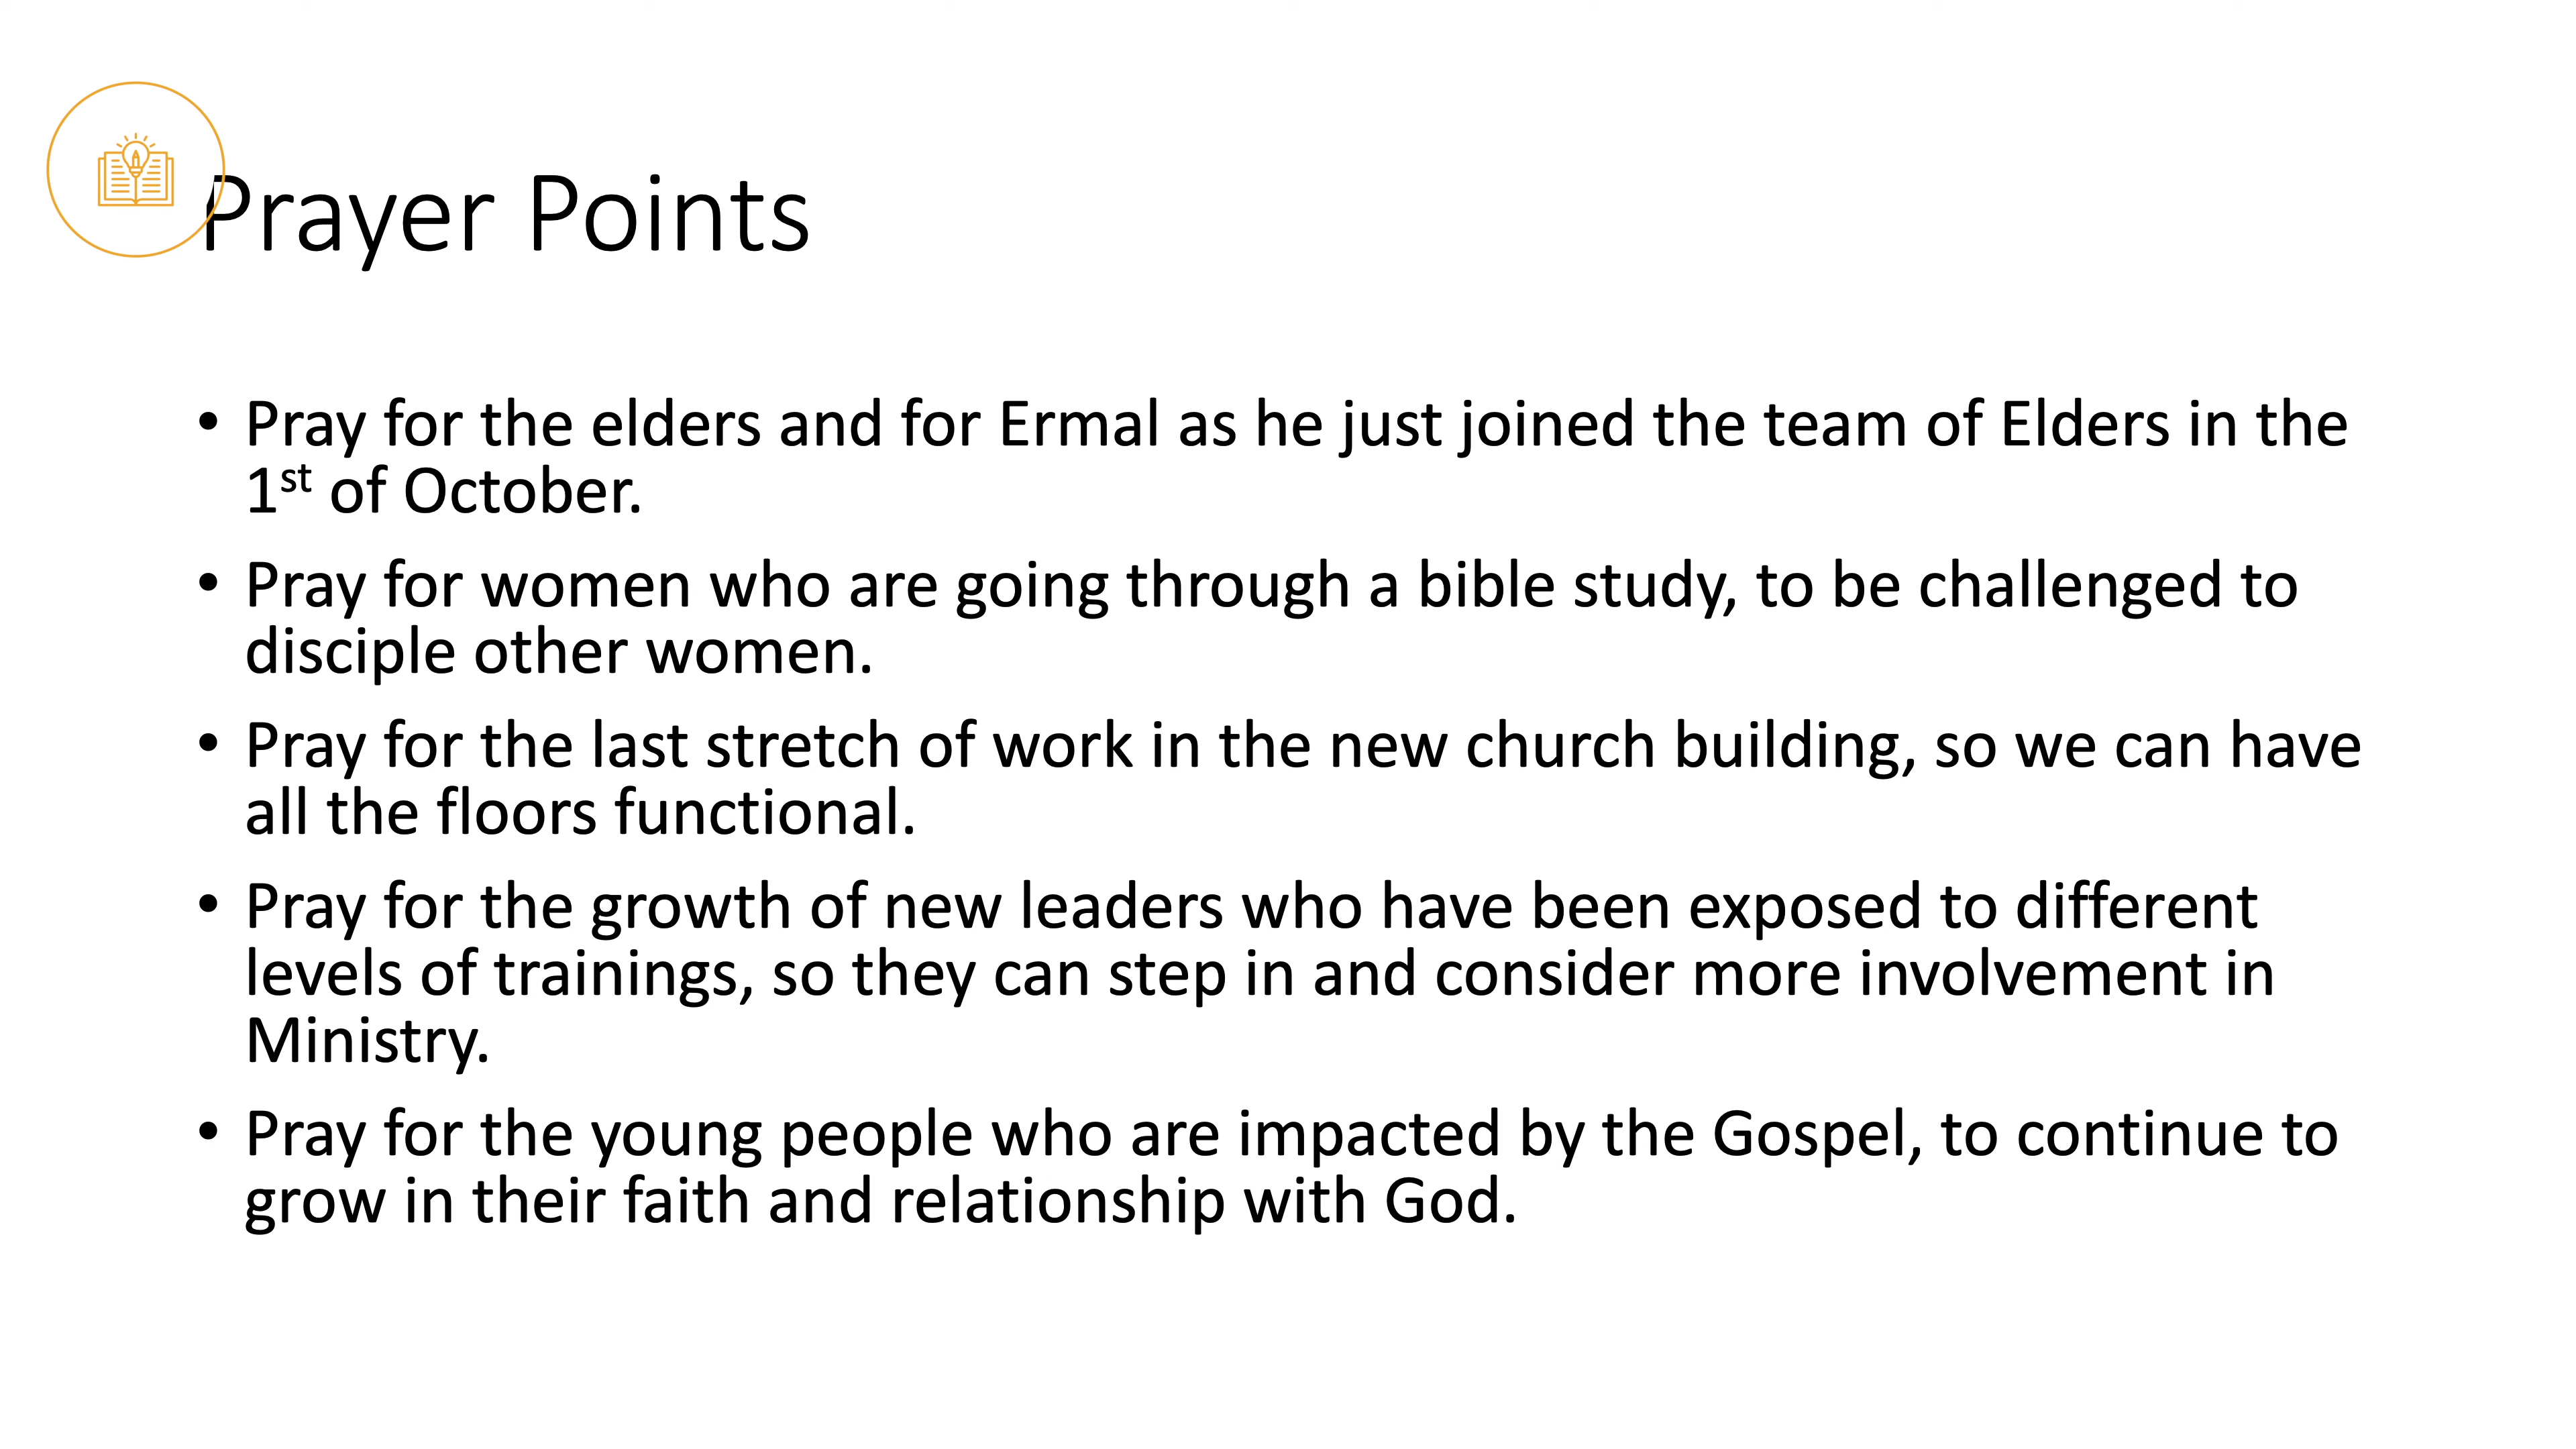 Prayer Points
• Pray for the elders and for Ermal as he just joined the team of Elders in the
1st of October.
• Pray for women who are going through a bible study, to be challenged to
disciple other women.
• Pray for the last stretch of work in the new church building, so we can have
all the floors functional.
• Pray for the growth of new leaders who have been exposed to different
levels of trainings, so they can step in and consider more involvement in
Ministry.
• Pray for the young people who are impacted by the Gospel, to continue to
grow in their faith and relationship with God.